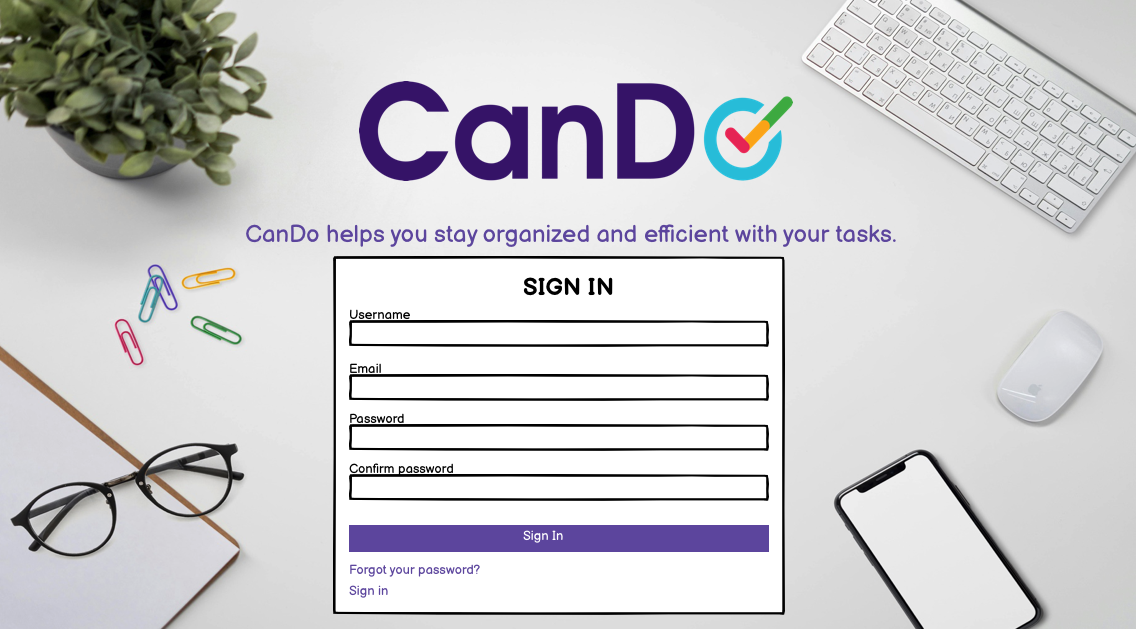 CanDo
CanDo helps you stay organized and efficient with your tasks.
SIGN IN
Username
Email
Password
Confirm password
Sign In
Forgot your password?
Sign in